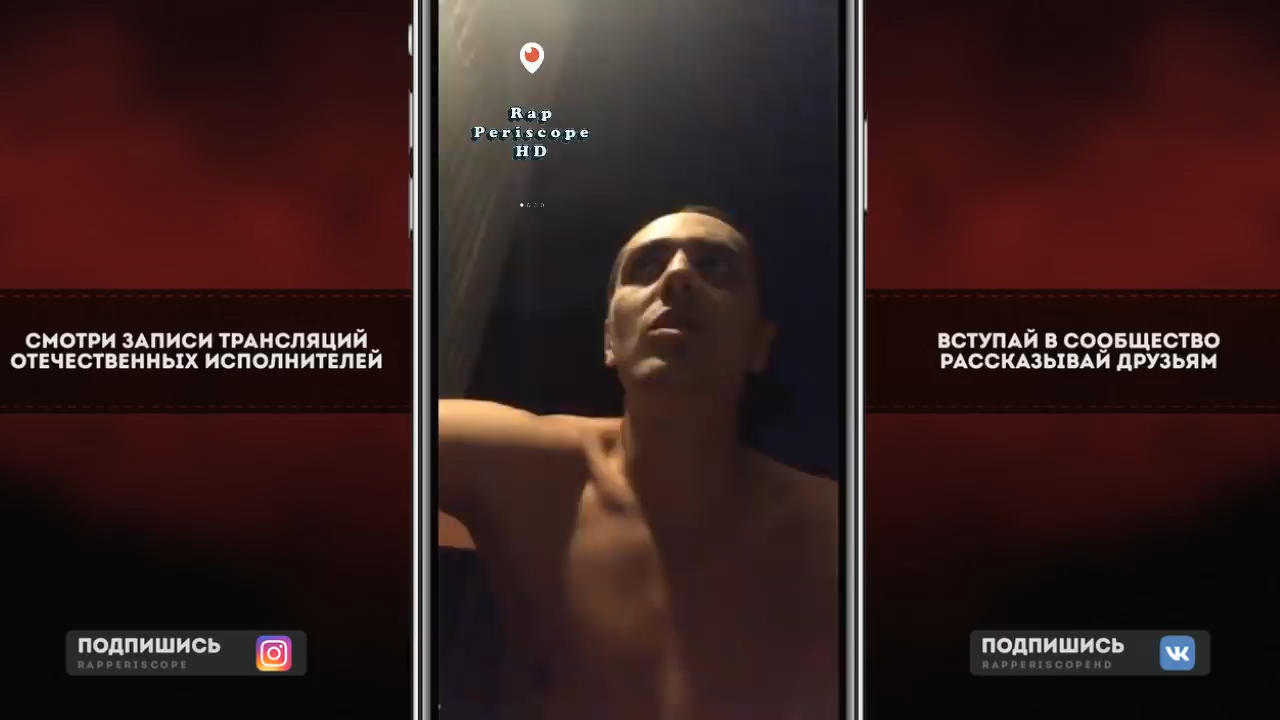 Rap
Periscope
HD
СМОТРИ ЗАПИСИ ТРАНСЛЯЦИЙ
ОТЕЧЕСТВЕННЫХ ИСПОЛНИТЕЛЕЙ
ВСТУПАЙ В СООБЩЕСТВО
РАССКАЗЫВАЙ ДРУЗЬЯМ
ПОДПИШИСЬ
RAPPERISCOPE
ПОДПИШИСЬ
RAPPERISCOPEHD